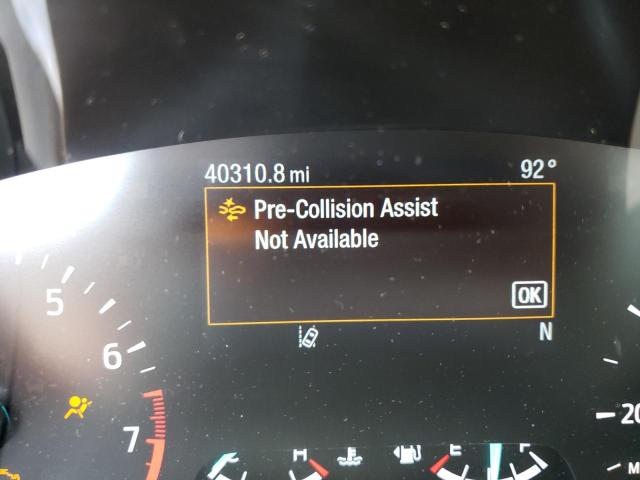 40310.8 mi 92°
Pre-Collision Assist
Not Available
OK
N
5
6
7
H E F
20
M